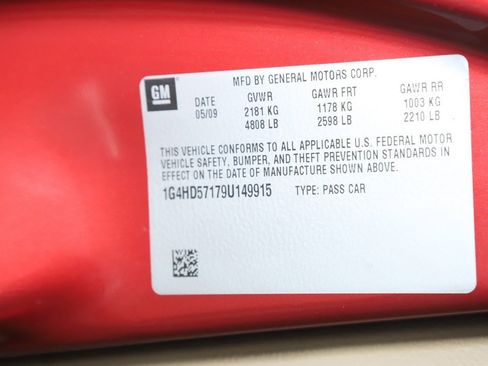 MFD BY GENERAL MOTORS CORP.
GM DATE GVWR GAWR FRT GAWR RR
05/09 2181 KG 1178 KG 1003 KG
4808 LB 2598 LB 2210 LB
THIS VEHICLE CONFORMS TO ALL APPLICABLE U.S. FEDERAL MOTOR
VEHICLE SAFETY, BUMPER, AND THEFT PREVENTION STANDARDS IN
EFFECT ON THE DATE OF MANUFACTURE SHOWN ABOVE.
1G4HD57179U149915 TYPE: PASS CAR